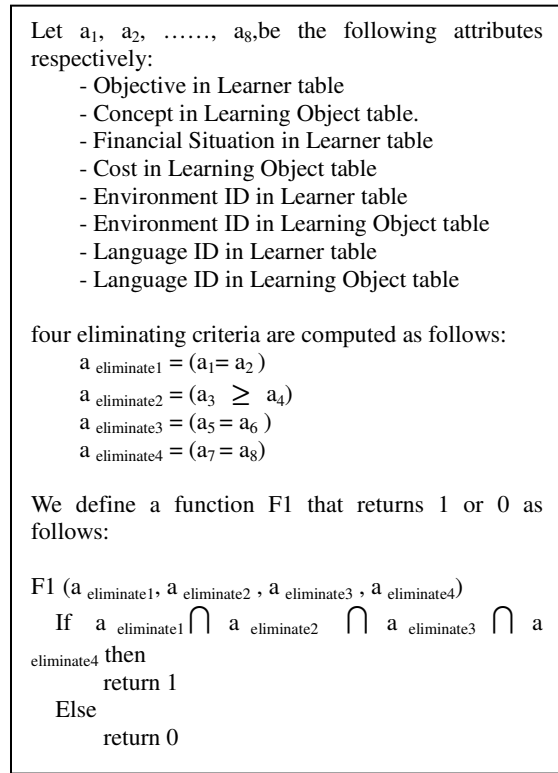 Let a1, a2, ……, a8,be the following attributes
respectively:
- Objective in Learner table
- Concept in Learning Object table.
- Financial Situation in Learner table
- Cost in Learning Object table
- Environment ID in Learner table
- Environment ID in Learning Object table
- Language ID in Learner table
- Language ID in Learning Object table
four eliminating criteria are computed as follows:
a eliminate1 = (a1= a2 )
a eliminate2 = (a3 ≥ a4)
a eliminate3 = (a5 = a6 )
a eliminate4 = (a7 = a8)
We define a function F1 that returns 1 or 0 as
follows:
F1 (a eliminate1, a eliminate2 , a eliminate3 , a eliminate4)
If a eliminate1 ⋂ a eliminate2 ⋂ a eliminate3 ⋂ a
eliminate4 then
return 1
Else
return 0